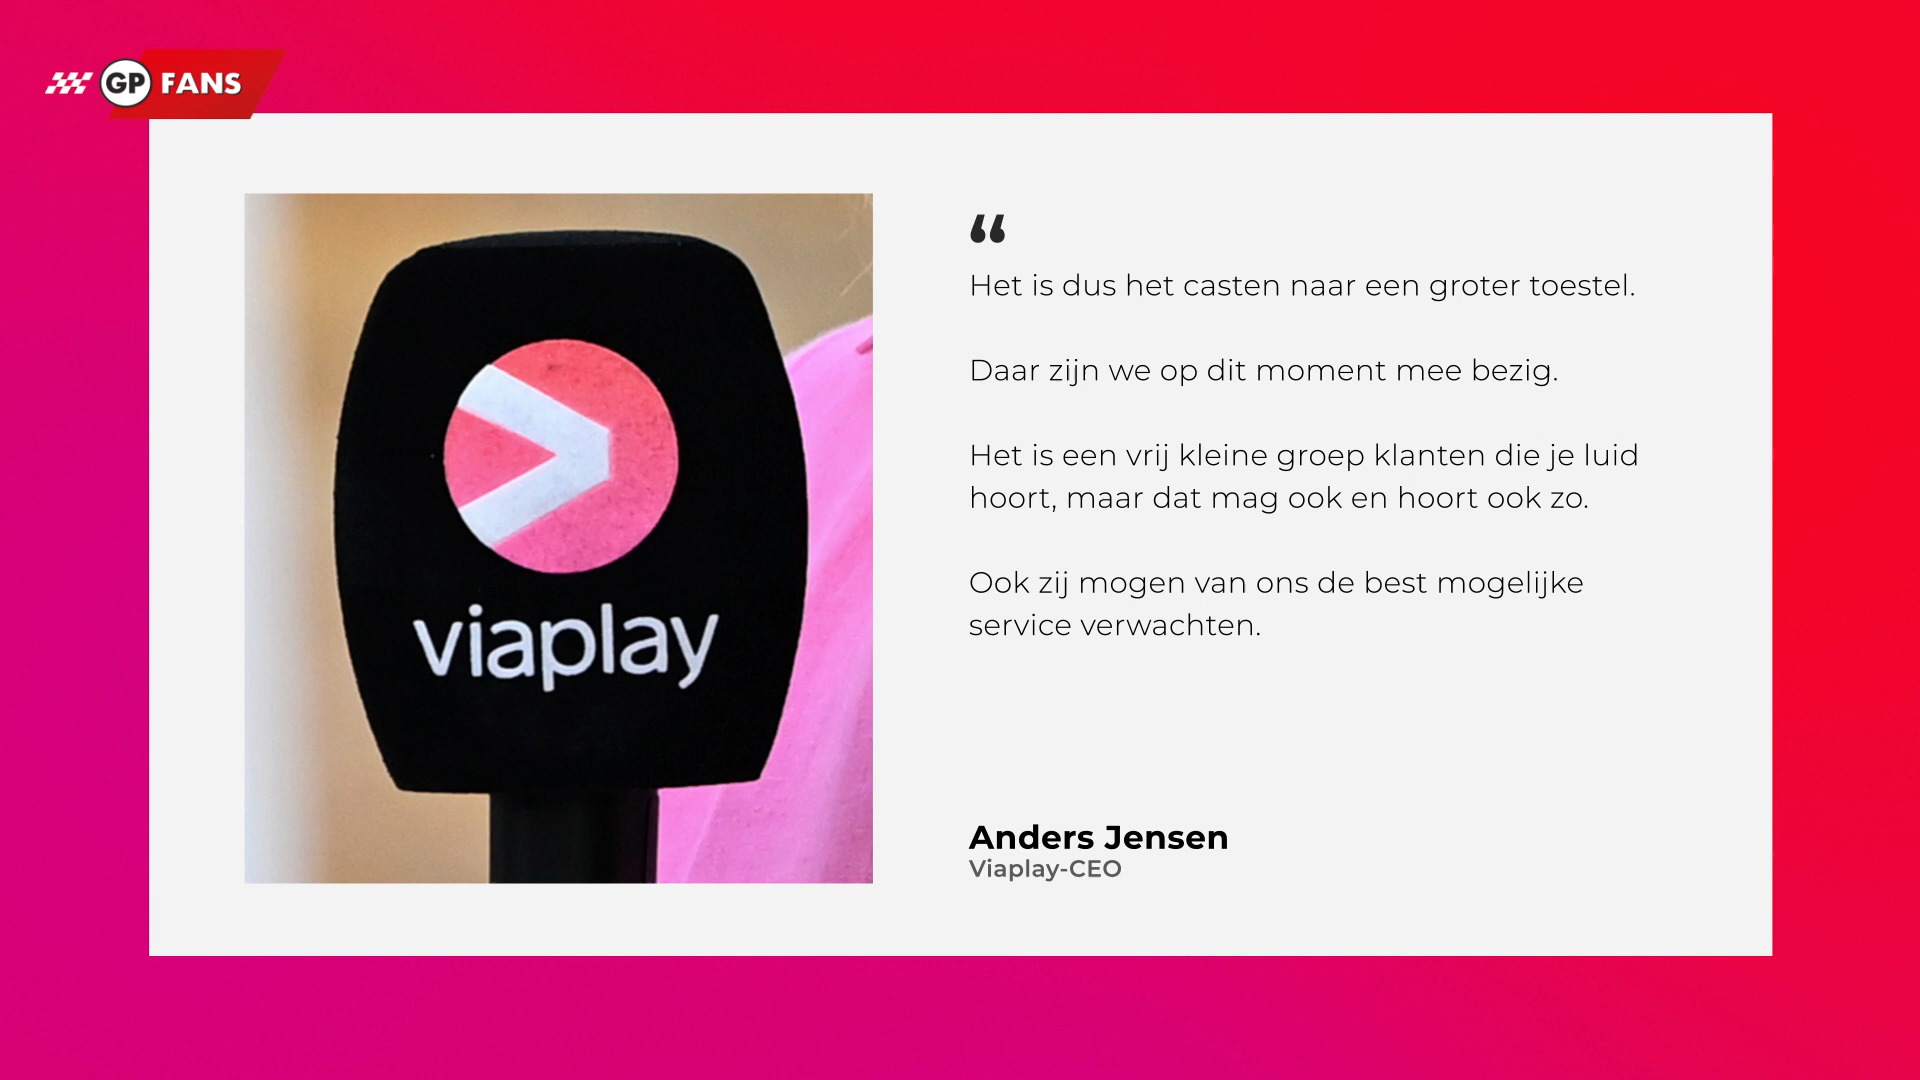 GP FANS
viaplay
“
Het is dus het casten naar een groter toestel.
Daar zijn we op dit moment mee bezig.
Het is een vrij kleine groep klanten die je luid
hoort, maar dat mag ook en hoort ook zo.
Ook zij mogen van ons de best mogelijke
service verwachten.
Anders Jensen
Viaplay-CEO